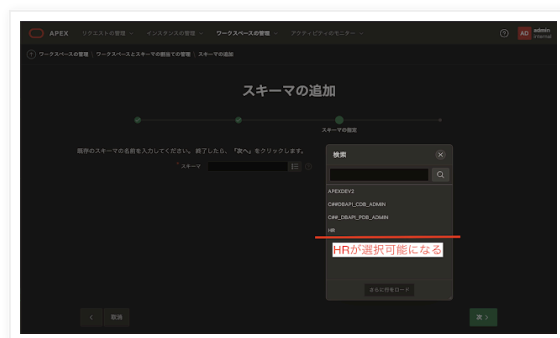 APEX リクエストの管理 インスタンスの管理 ワークスペースの管理 アクティビティのモニター ? AD admin
ワークスペースの管理 \ ワークスペースとスキーマの割当ての管理 \ スキーマの追加
スキーマの追加
スキーマの設定
既存のスキーマの名前を入力してください。終了したら、「次へ」をクリックします。
* スキーマ
検索
APEXDEV2
C##DBAPI_CDB_ADMIN
C##_DBAPI_PDB_ADMIN
HR
HRが選択可能になる
さらに行をロード
取消
次 >